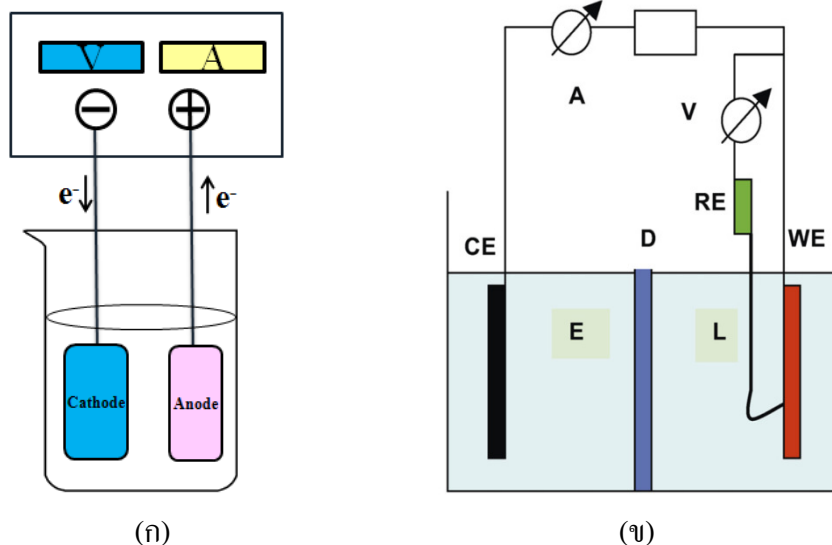 V A
− +
e⁻ e⁻
Cathode Anode
(ก)
A
V
RE
CE D WE
E L
(ข)